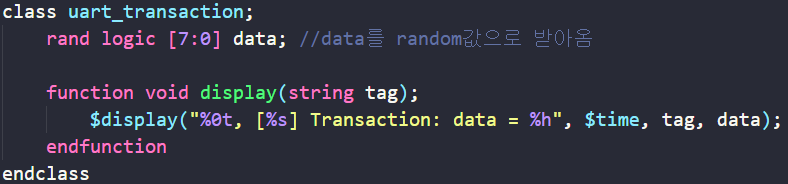 class uart_transaction;
    rand logic [7:0] data; //data를 random값으로 받아옴

    function void display(string tag);
        $display("%0t, [%s] Transaction: data = %h", $time, tag, data);
    endfunction
endclass